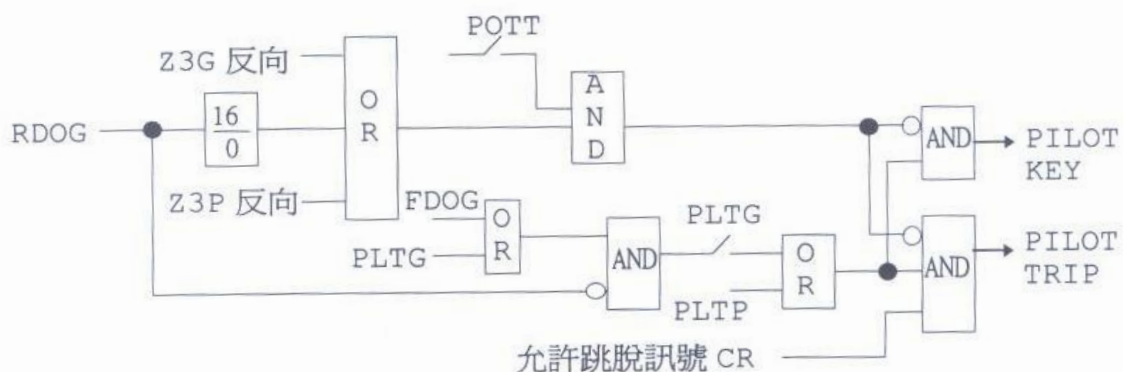 POTT
Z3G 反向
O
R
A
N
D
RDOG
16
0
AND
PILOT
KEY
Z3P 反向
FDOG
O
R
PLTG
AND
PLTG
O
R
PLTP
AND
PILOT
TRIP
允許跳脫訊號 CR